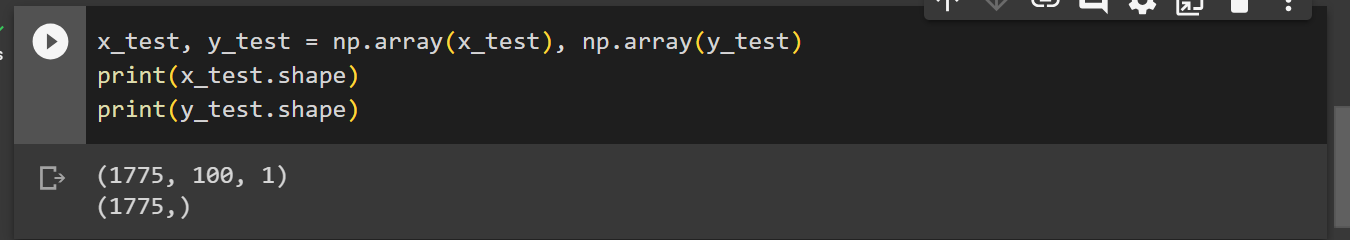 x_test, y_test = np.array(x_test), np.array(y_test)
print(x_test.shape)
print(y_test.shape)
(1775, 100, 1)
(1775,)